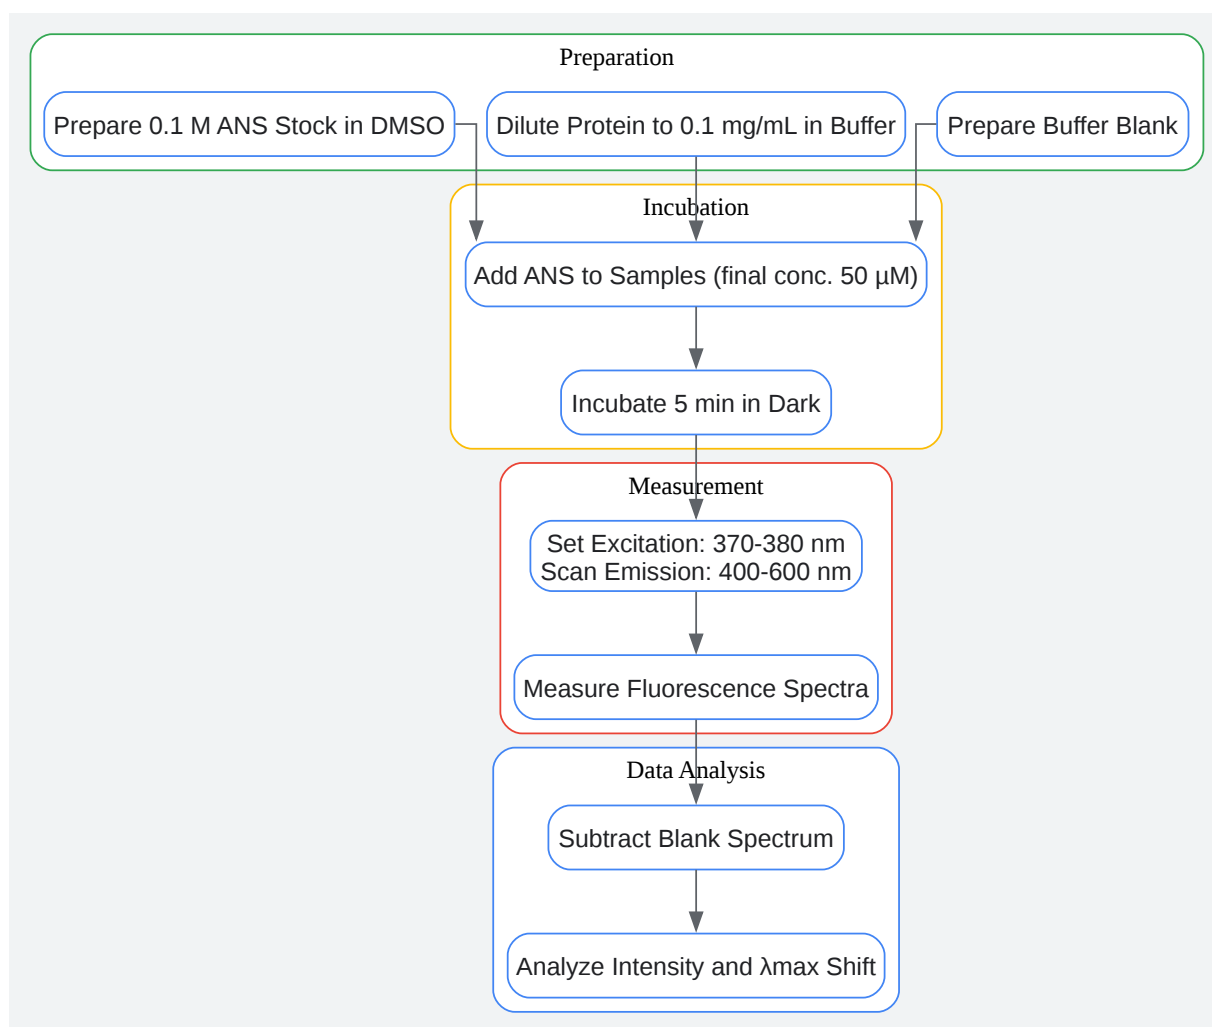 Preparation
Prepare 0.1 M ANS Stock in DMSO
Dilute Protein to 0.1 mg/mL in Buffer
Prepare Buffer Blank
Incubation
Add ANS to Samples (final conc. 50 µM)
Incubate 5 min in Dark
Measurement
Set Excitation: 370-380 nm
Scan Emission: 400-600 nm
Measure Fluorescence Spectra
Data Analysis
Subtract Blank Spectrum
Analyze Intensity and λmax Shift